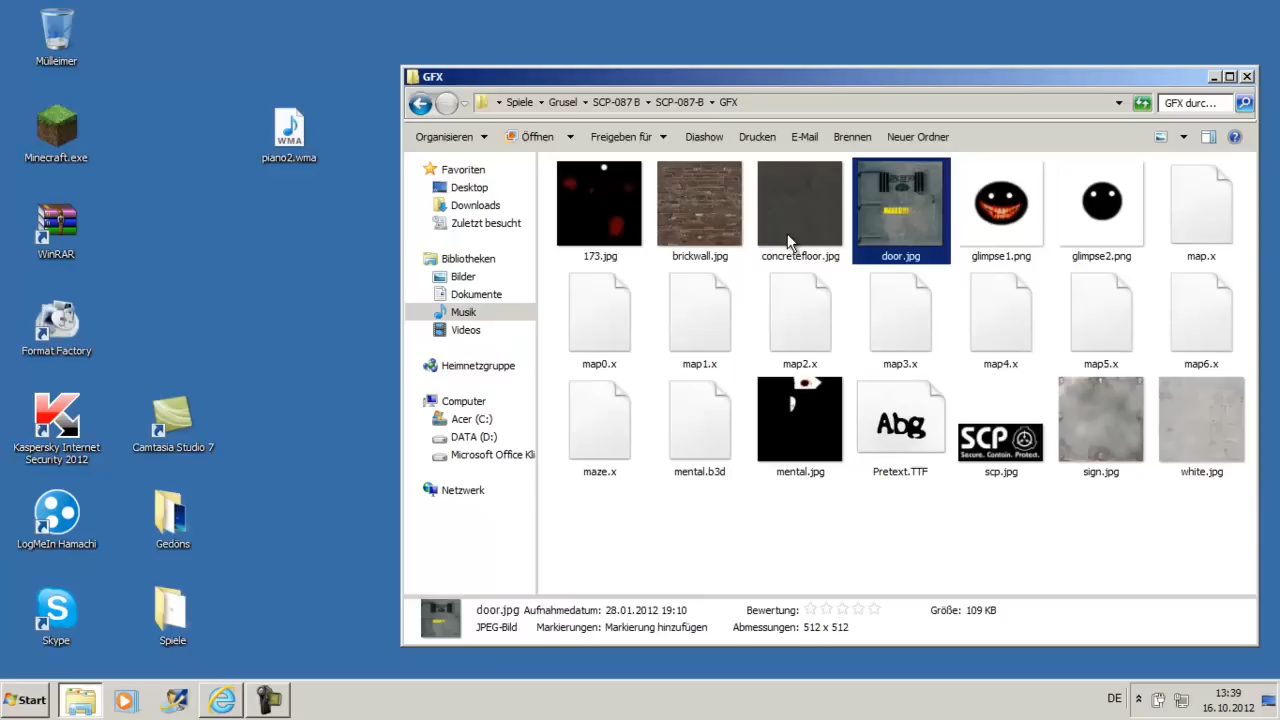 Mülleimer
Minecraft.exe
piano2.wma
WMA
WinRAR
Format Factory
Kaspersky Internet
Security 2012
Camtasia Studio 7
LogMeIn Hamachi
Gedöns
Skype
Spiele
GFX
Spiele Grusel SCP-087 B SCP-087-B GFX
GFX durc...
Organisieren Öffnen Freigeben für Diashow Drucken E-Mail Brennen Neuer Ordner
Favoriten
Desktop
Downloads
Zuletzt besucht
Bibliotheken
Bilder
Dokumente
Musik
Videos
Heimnetzgruppe
Computer
Acer (C:)
DATA (D:)
Microsoft Office Kli
Netzwerk
173.jpg brickwall.jpg concretefloor.jpg door.jpg glimpse1.png glimpse2.png map.x
map0.x map1.x map2.x map3.x map4.x map5.x map6.x
Abg
SCP
Secure. Contain. Protect.
maze.x mental.b3d mental.jpg Pretext.TTF scp.jpg sign.jpg white.jpg
door.jpg Aufnahmedatum: 28.01.2012 19:10 Bewertung: Größe: 109 KB
JPEG-Bild Markierungen: Markierung hinzufügen Abmessungen: 512 x 512
Start
DE
13:39
16.10.2012